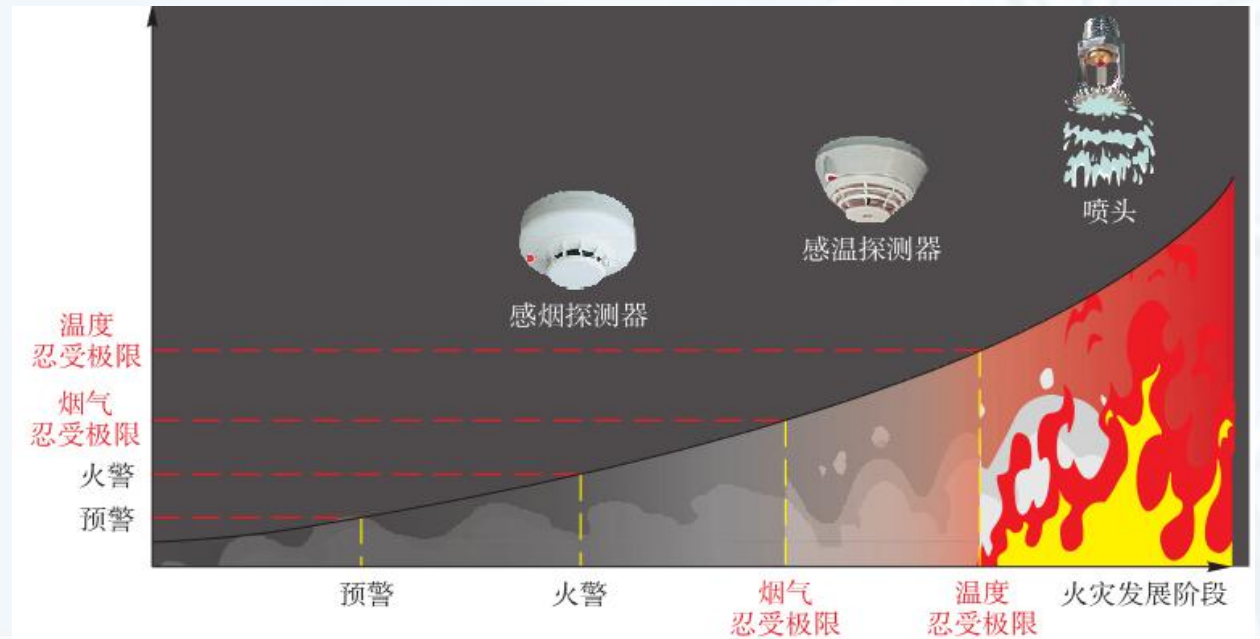 喷头
感温探测器
感烟探测器
温度
忍受极限
烟气
忍受极限
火警
预警
预警
火警
烟气
忍受极限
温度
忍受极限
火灾发展阶段